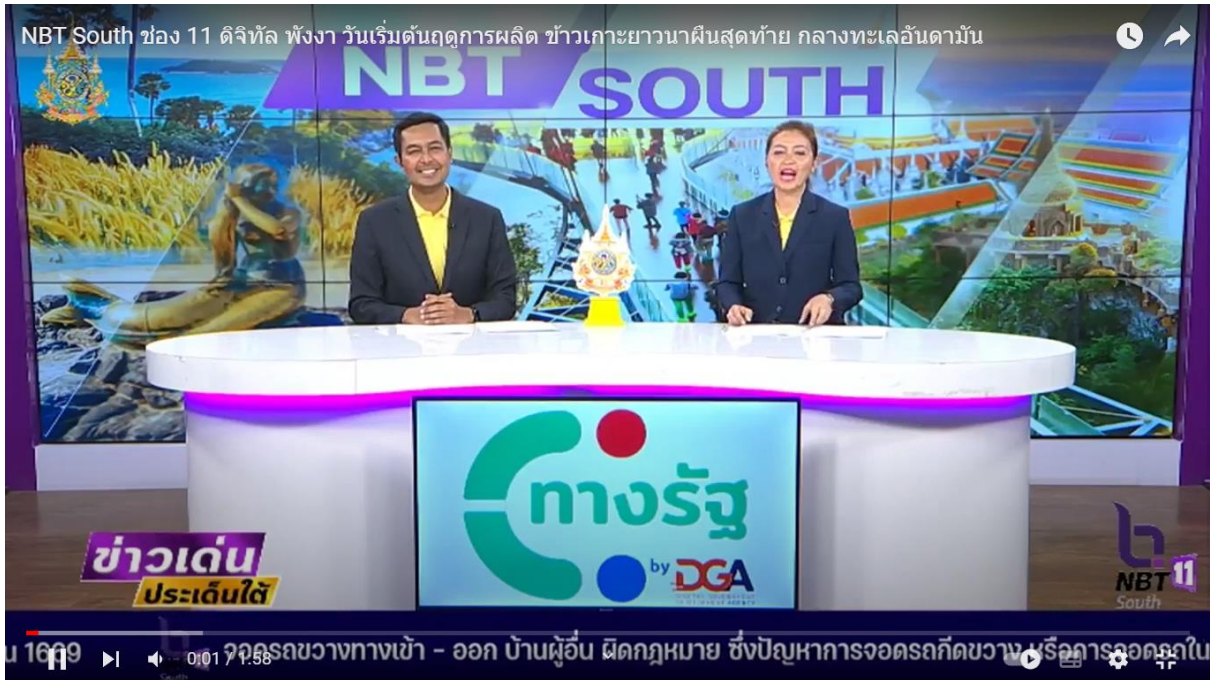 NBT South ช่อง 11 ดิจิทัล พังงา วันเริ่มต้นฤดูการผลิต ข้าวเกาะยาวนาผืนสุดท้าย กลางทะเลอันดามัน
NBT
SOUTH
ทางรัฐ
by DGA
ข่าวเด่น
ประเด็นใต้
NBT 11
South
จอดรถขวางทางเข้า - ออก บ้านผู้อื่น ผิดกฎหมาย ซึ่งปัญหาการจอดรถกีดขวาง หรือการจอดรถใน
0:01 / 1:58